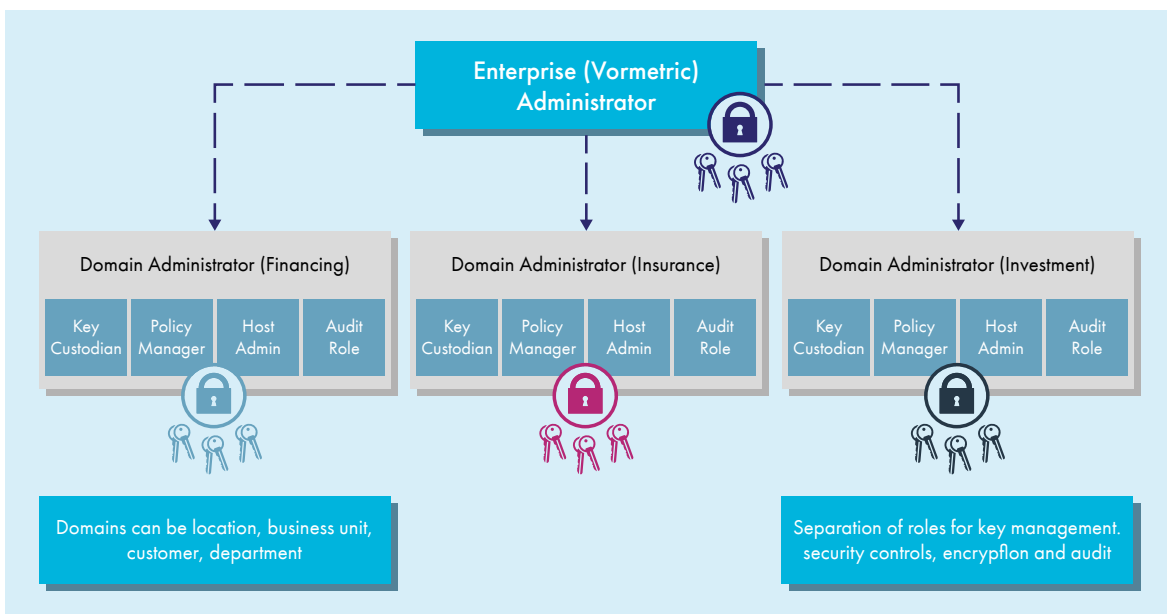 Enterprise (Vormetric)
Administrator
Domain Administrator (Financing)
Key
Custodian
Policy
Manager
Host
Admin
Audit
Role
Domain Administrator (Insurance)
Key
Custodian
Policy
Manager
Host
Admin
Audit
Role
Domain Administrator (Investment)
Key
Custodian
Policy
Manager
Host
Admin
Audit
Role
Domains can be location, business unit,
customer, department
Separation of roles for key management.
security controls, encrypflon and audit